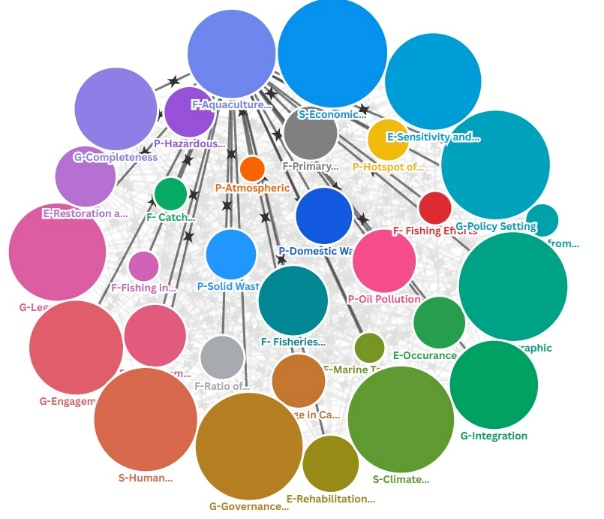 F-Aquaculture...
S-Economic...
E-Sensitivity and...
P-Hazardous...
G-Completeness
F-Primary...
P-Hotspot of...
P-Atmospheric
E-Restoration a...
F- Catch...
F- Fishing Efforts
G-Policy Setting
from...
P-Domestic Wa
F-Fishing in...
P-Solid Wast
P-Oil Pollution
G-Leg
F- Fisheries...
raphic
E-Occurance
F-Marine T
F-Ratio of...
G-Engagem
ge in Ca...
G-Integration
S-Human...
S-Climate...
E-Rehabilitation...
G-Governance...